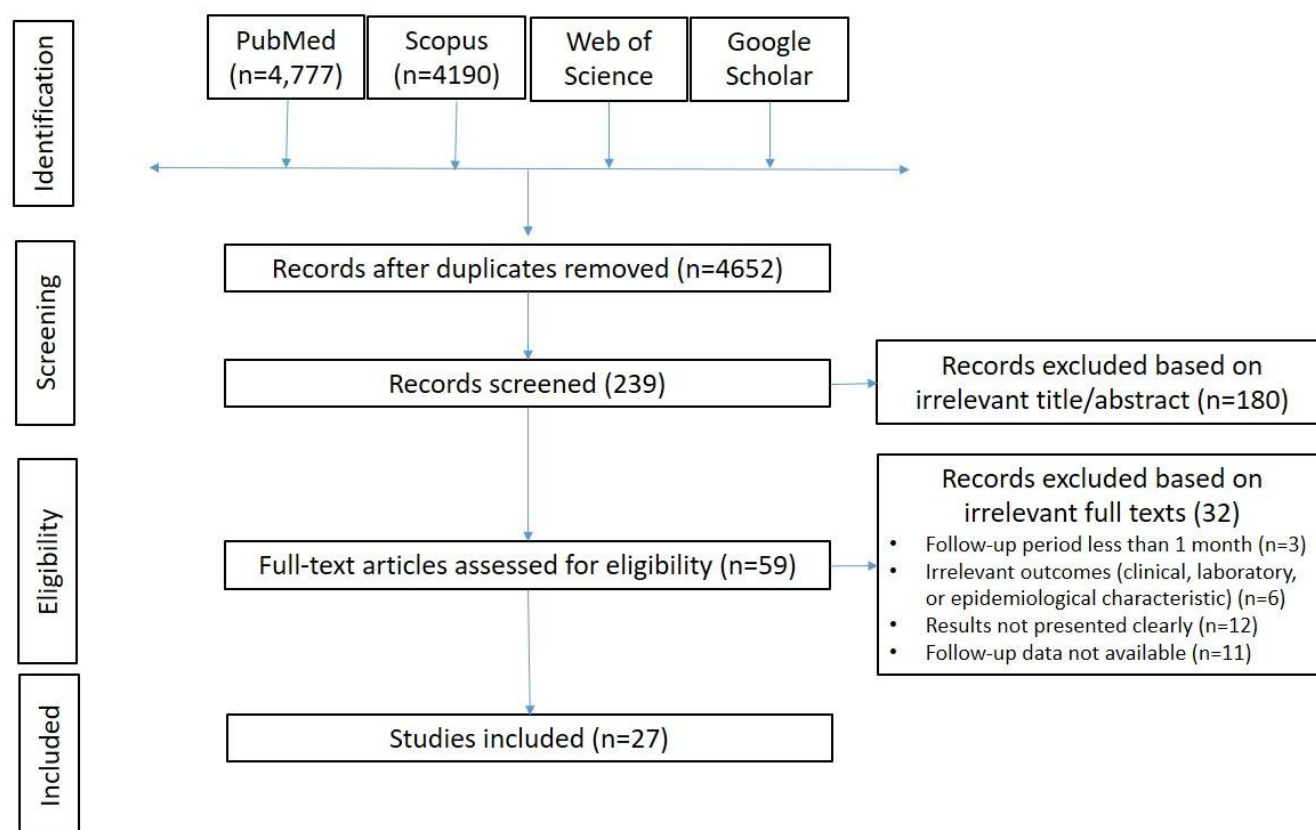 Identification
PubMed
(n=4,777)
Scopus
(n=4190)
Web of
Science
Google
Scholar
Screening
Records after duplicates removed (n=4652)
Records screened (239)
Records excluded based on
irrelevant title/abstract (n=180)
Eligibility
Full-text articles assessed for eligibility (n=59)
Records excluded based on
irrelevant full texts (32)
• Follow-up period less than 1 month (n=3)
• Irrelevant outcomes (clinical, laboratory,
or epidemiological characteristic) (n=6)
• Results not presented clearly (n=12)
• Follow-up data not available (n=11)
Included
Studies included (n=27)